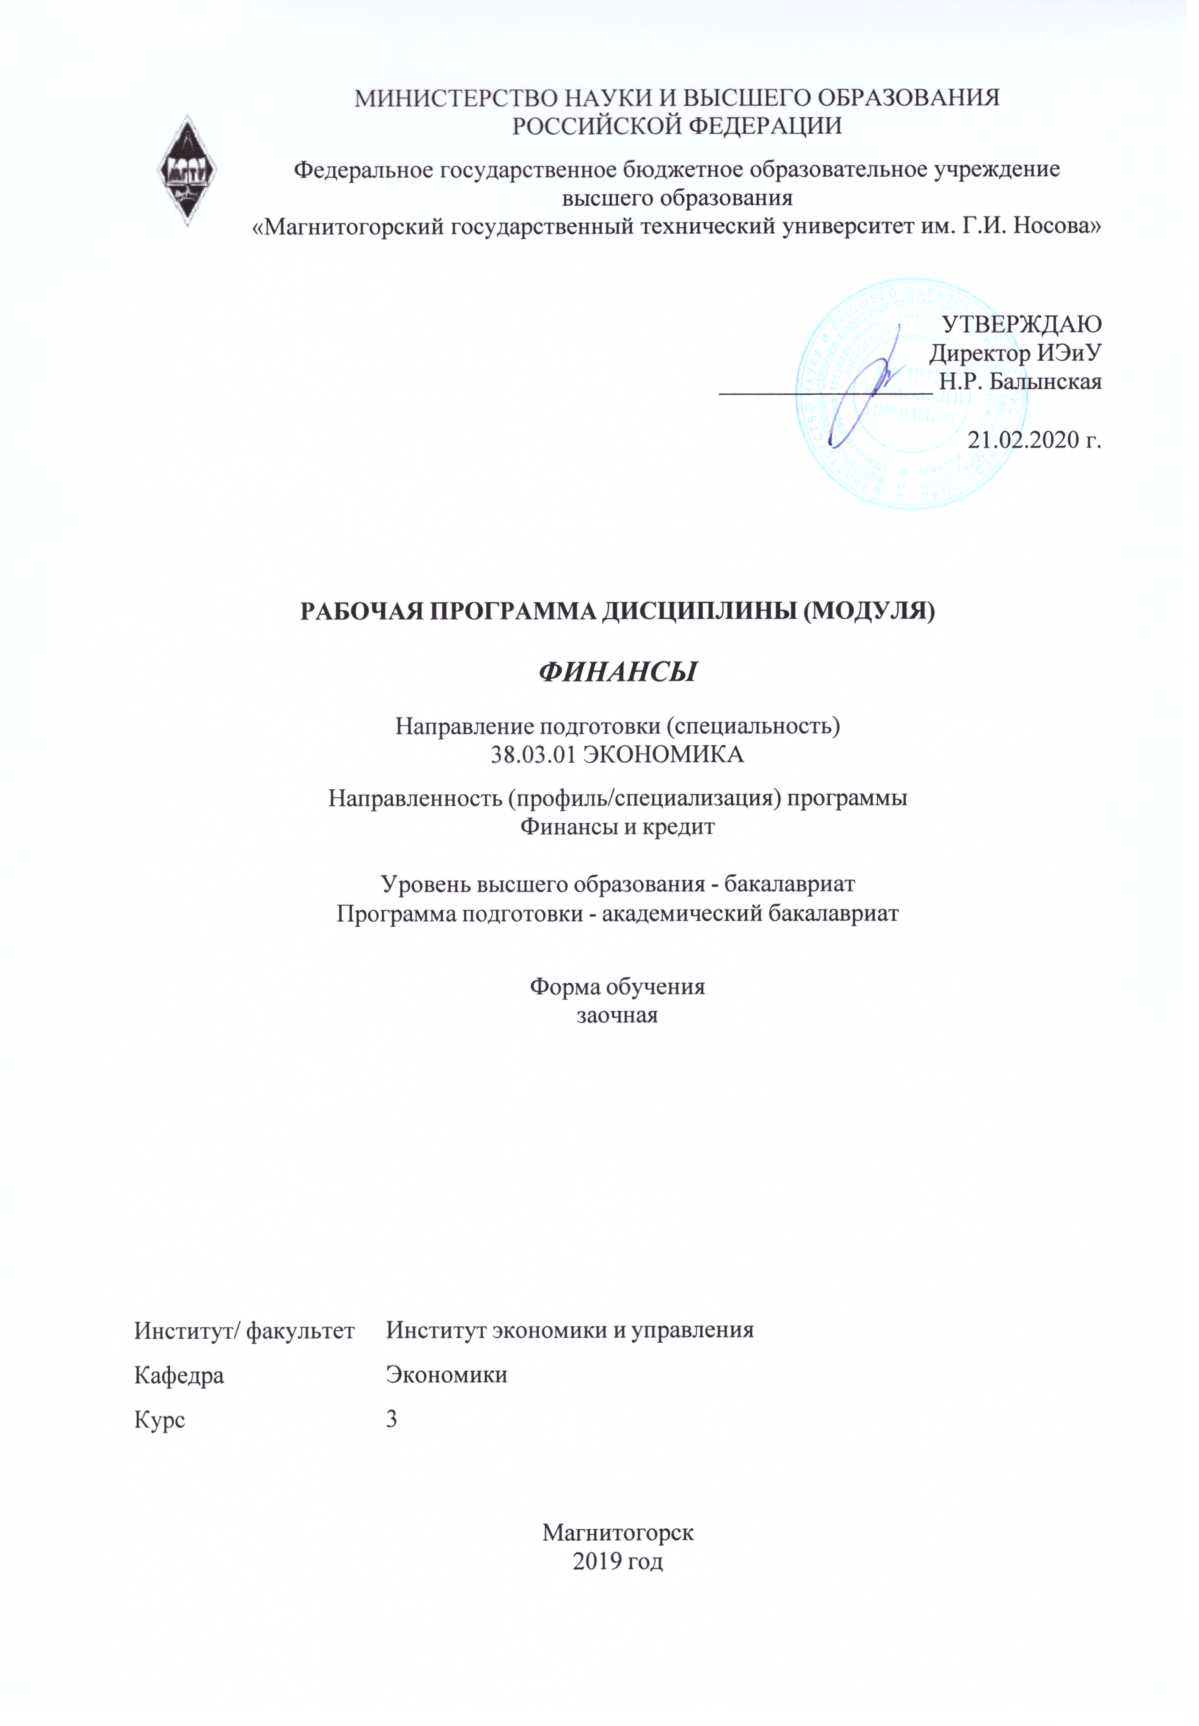 МИНИСТЕРСТВО НАУКИ И ВЫСШЕГО ОБРАЗОВАНИЯ
РОССИЙСКОЙ ФЕДЕРАЦИИ
Федеральное государственное бюджетное образовательное учреждение
высшего образования
«Магнитогорский государственный технический университет им. Г.И. Носова»
МГТУ
УТВЕРЖДАЮ
Директор ИЭиУ
Н.Р. Балынская
21.02.2020 г.
РАБОЧАЯ ПРОГРАММА ДИСЦИПЛИНЫ (МОДУЛЯ)
ФИНАНСЫ
Направление подготовки (специальность)
38.03.01 ЭКОНОМИКА
Направленность (профиль/специализация) программы
Финансы и кредит
Уровень высшего образования - бакалавриат
Программа подготовки - академический бакалавриат
Форма обучения
заочная
Институт/ факультет Институт экономики и управления
Кафедра Экономики
Курс 3
Магнитогорск
2019 год